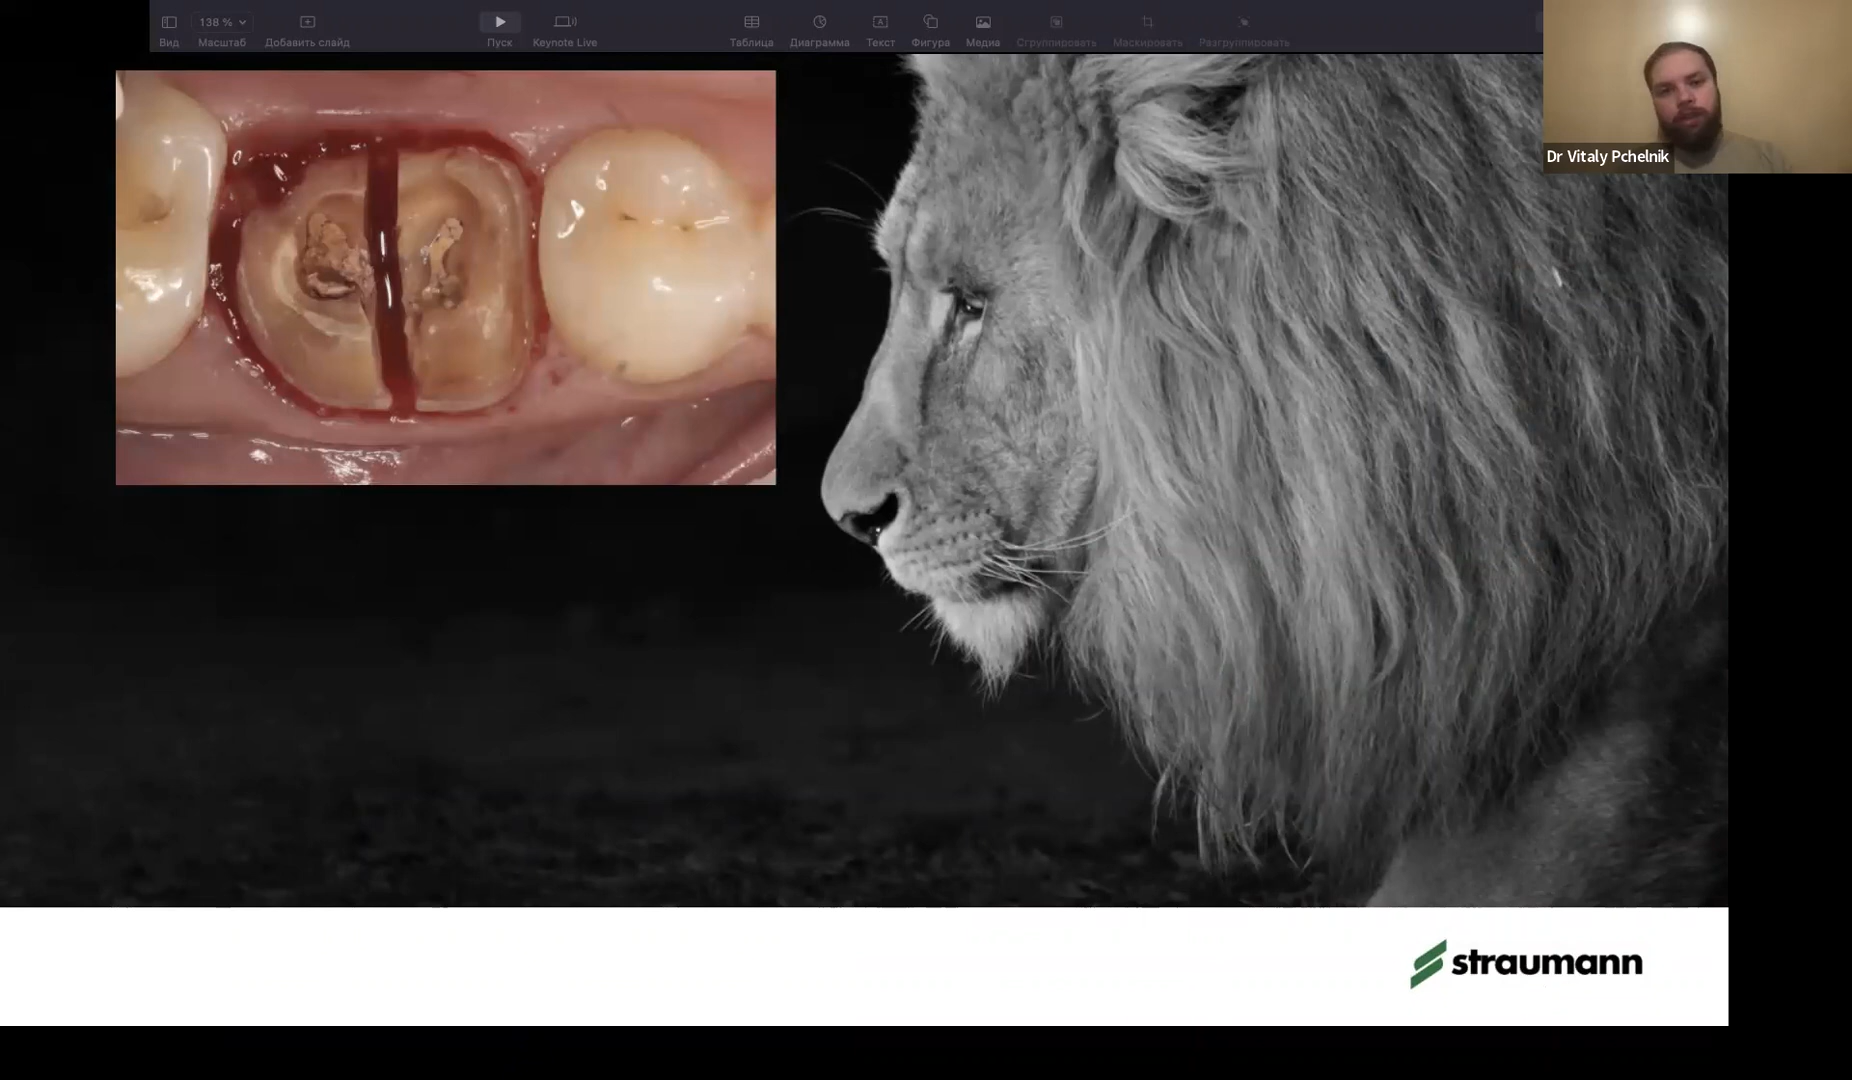 138 %
Вид
Масштаб
Добавить слайд
Пуск
Keynote Live
Таблица
Диаграмма
Текст
Фигура
Медиа
Сгруппировать
Маскировать
Разгруппировать
Dr Vitaly Pchelnik
straumann